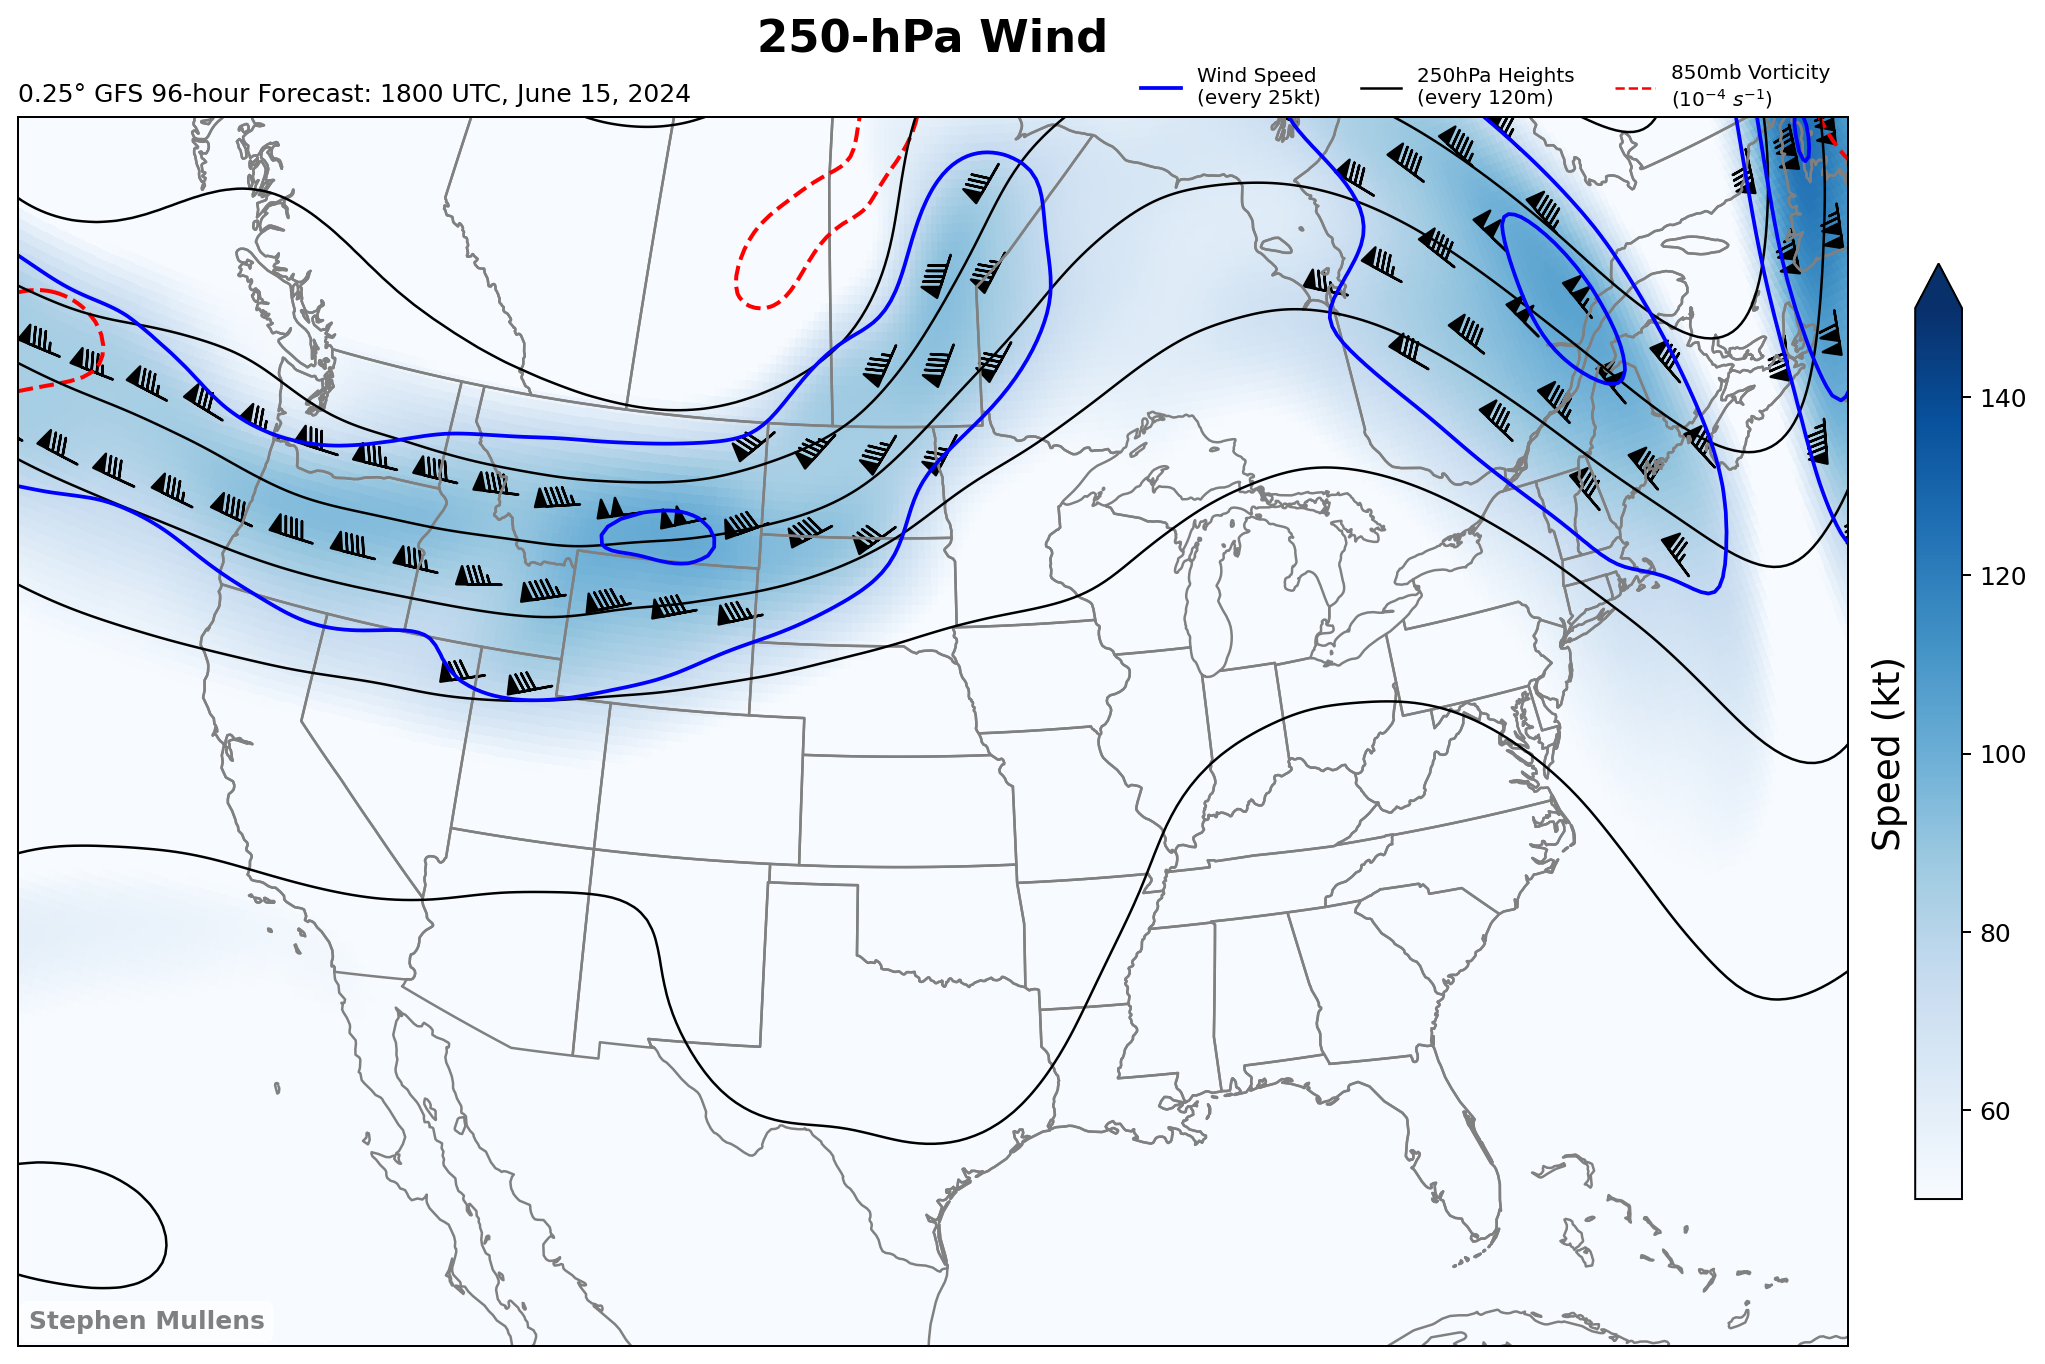 250-hPa Wind
0.25° GFS 96-hour Forecast: 1800 UTC, June 15, 2024
Wind Speed
(every 25kt)
250hPa Heights
(every 120m)
850mb Vorticity
(10⁻⁴ s⁻¹)
140
120
100
80
60
Speed (kt)
Stephen Mullens